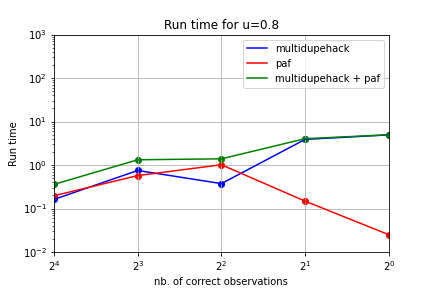 Run time for u=0.8
10³
10²
10¹
10⁰
10⁻¹
10⁻²
Run time
multidupehack
paf
multidupehack + paf
2⁴ 2³ 2² 2¹ 2⁰
nb. of correct observations